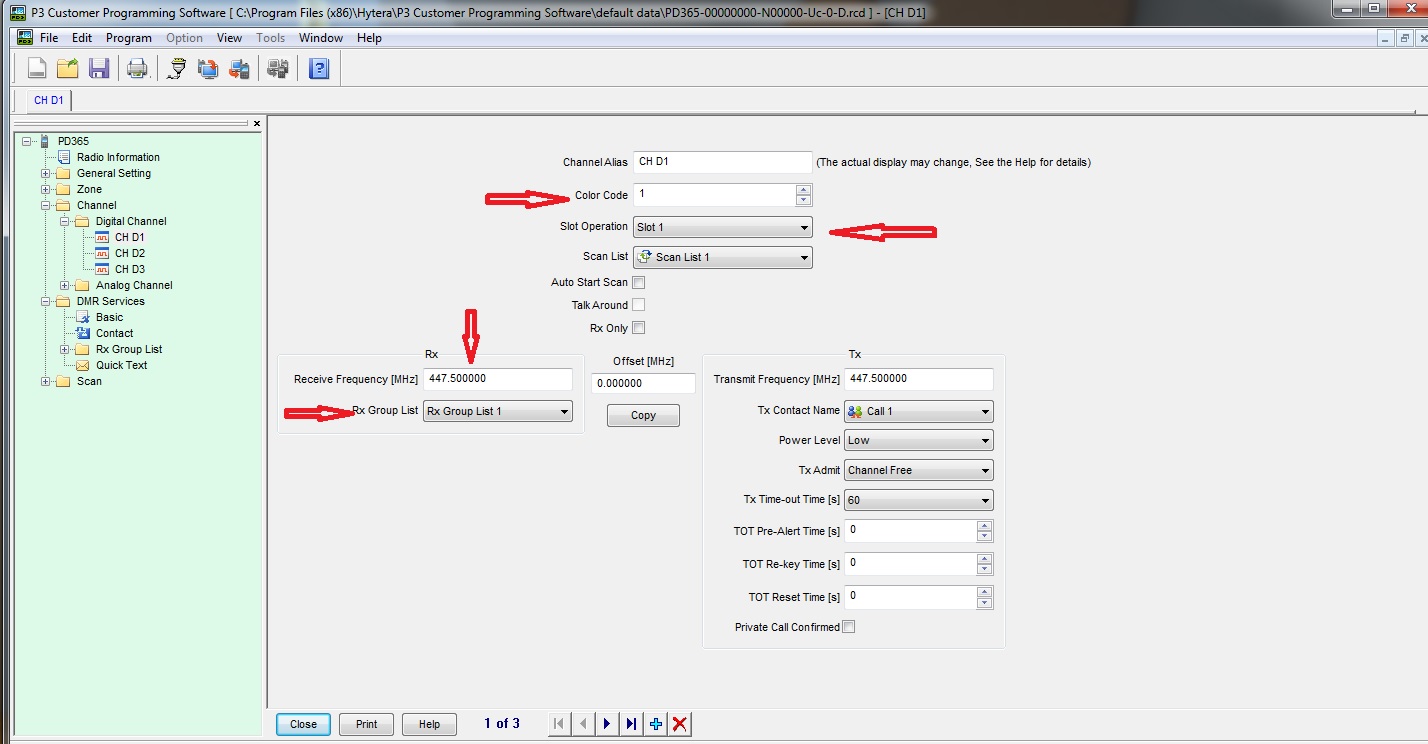 P3 Customer Programming Software [ C:\Program Files (x86)\Hytera\P3 Customer Programming Software\default data\PD365-00000000-N00000-Uc-0-D.rcd ] - [CH D1]
File Edit Program Option View Tools Window Help
CH D1
PD365
Radio Information
General Setting
Zone
Channel
Digital Channel
CH D1
CH D2
CH D3
Analog Channel
DMR Services
Basic
Contact
Rx Group List
Quick Text
Scan
Channel Alias CH D1 (The actual display may change, See the Help for details)
Color Code 1
Slot Operation Slot 1
Scan List Scan List 1
Auto Start Scan
Talk Around
Rx Only
Rx
Receive Frequency [MHz] 447.500000
Rx Group List Rx Group List 1
Offset [MHz]
0.000000
Copy
Tx
Transmit Frequency [MHz] 447.500000
Tx Contact Name Call 1
Power Level Low
Tx Admit Channel Free
Tx Time-out Time [s] 60
TOT Pre-Alert Time [s] 0
TOT Re-key Time [s] 0
TOT Reset Time [s] 0
Private Call Confirmed
Close Print Help 1 of 3